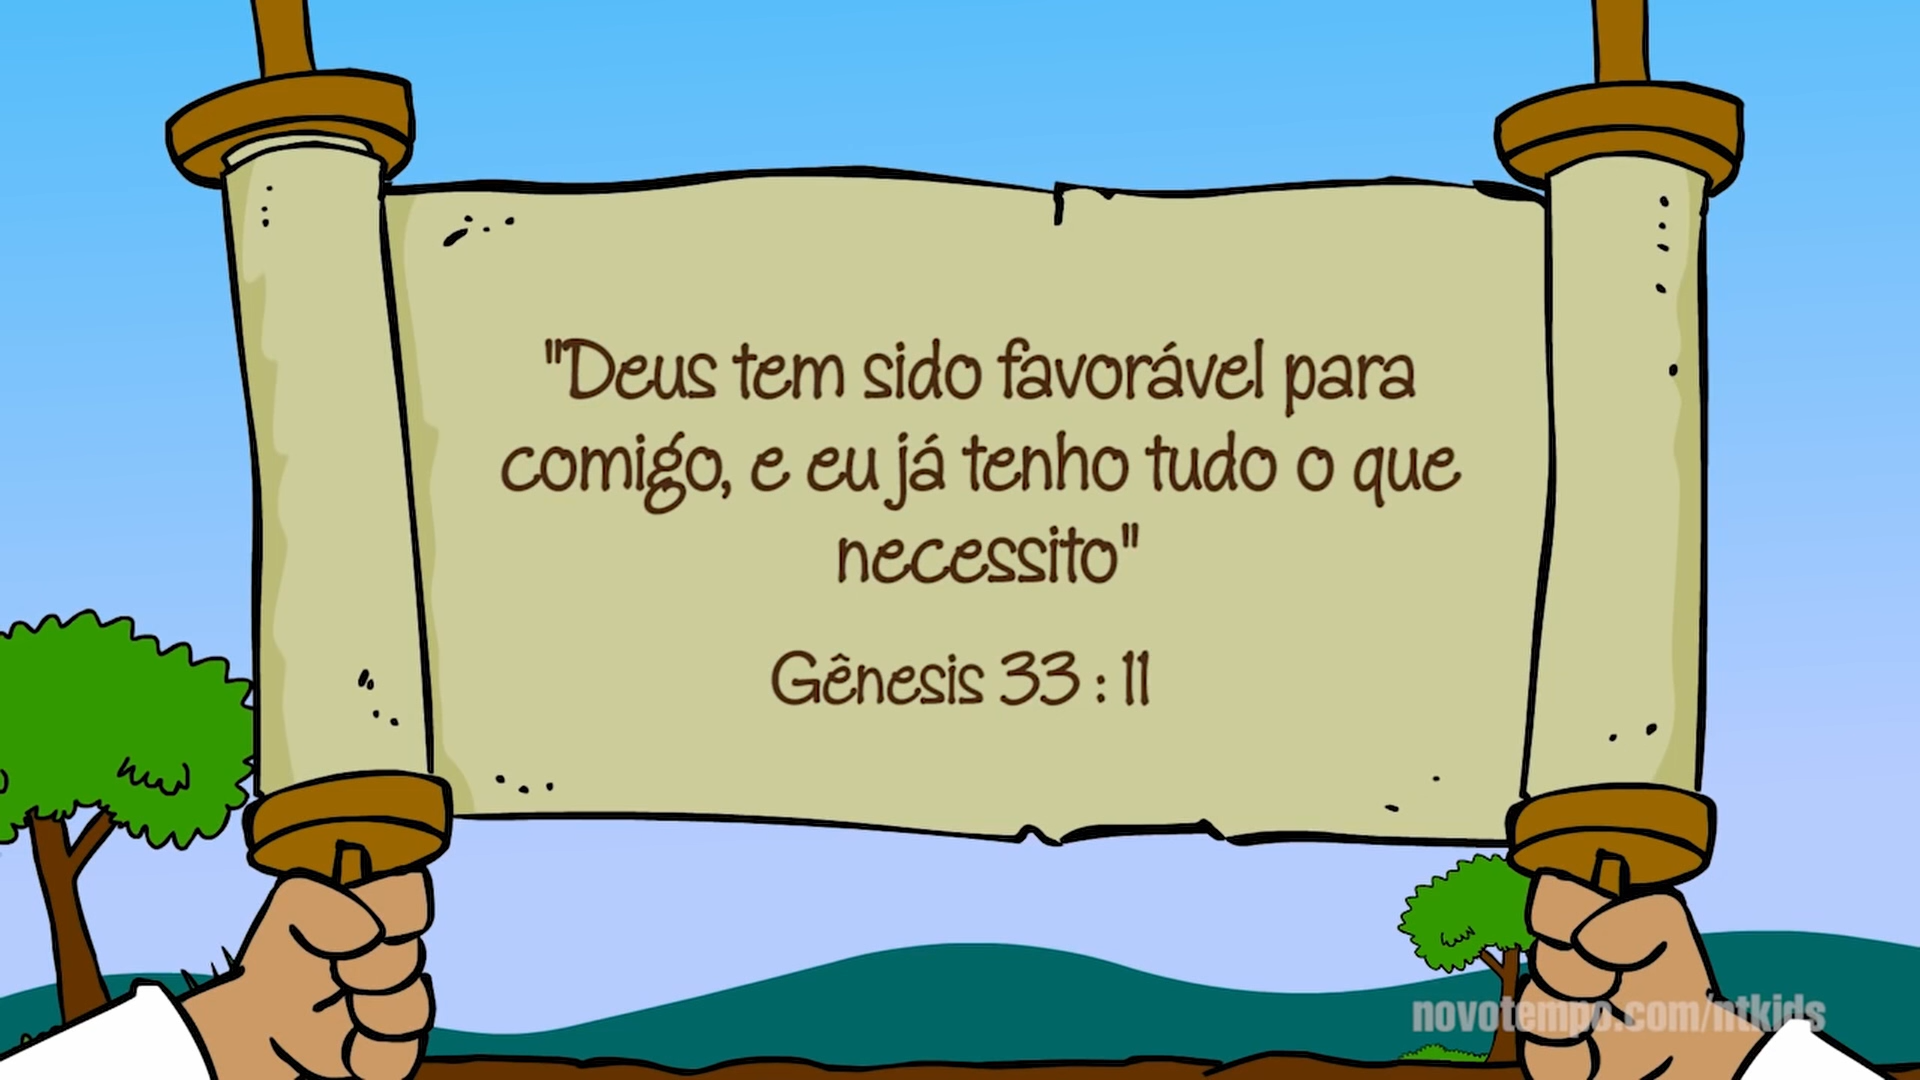 "Deus tem sido favorável para
comigo, e eu já tenho tudo o que
necessito"
Gênesis 33 : 11
novotempo.com/ntkids